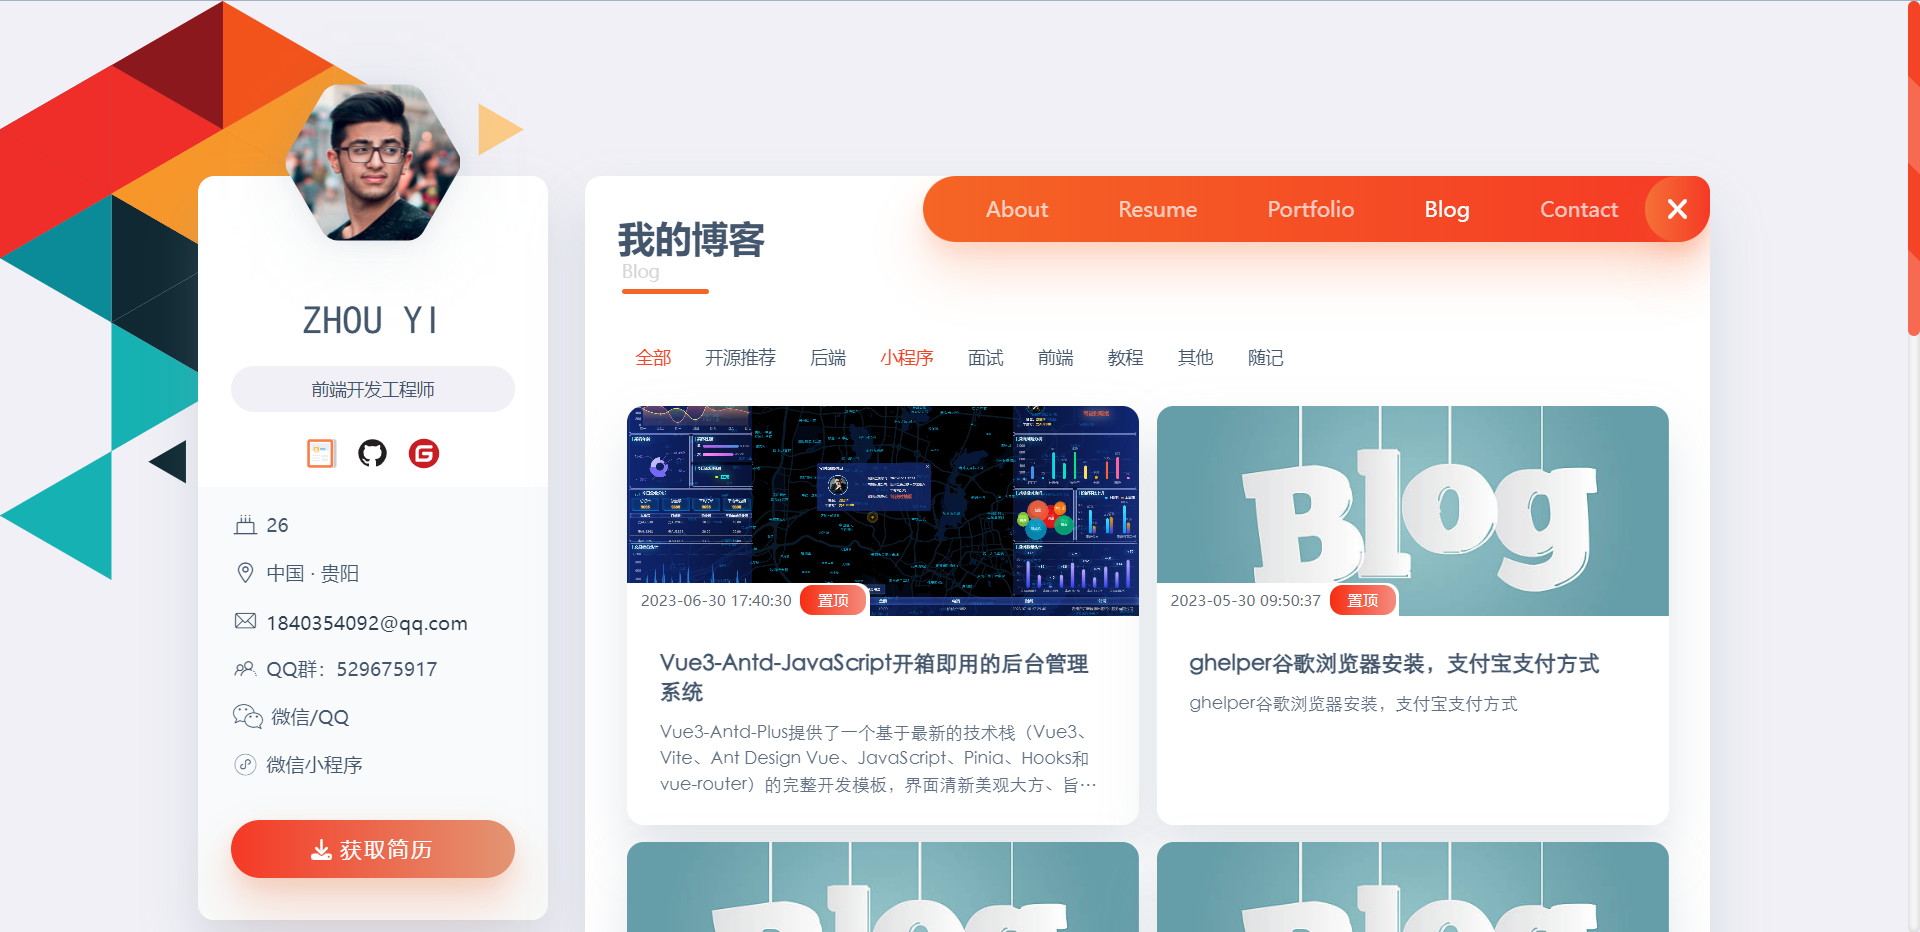 About
Resume
Portfolio
Blog
Contact
我的博客
Blog
ZHOU YI
前端开发工程师
26
中国 · 贵阳
1840354092@qq.com
QQ群：529675917
微信/QQ
微信小程序
获取简历
全部
开源推荐
后端
小程序
面试
前端
教程
其他
随记
2023-06-30 17:40:30
置顶
Vue3-Antd-JavaScript开箱即用的后台管理
系统
Vue3-Antd-Plus提供了一个基于最新的技术栈（Vue3、
Vite、Ant Design Vue、JavaScript、Pinia、Hooks和
vue-router）的完整开发模板，界面清新美观大方、旨…
Blog
2023-05-30 09:50:37
置顶
ghelper谷歌浏览器安装，支付宝支付方式
ghelper谷歌浏览器安装，支付宝支付方式
Blog
Blog